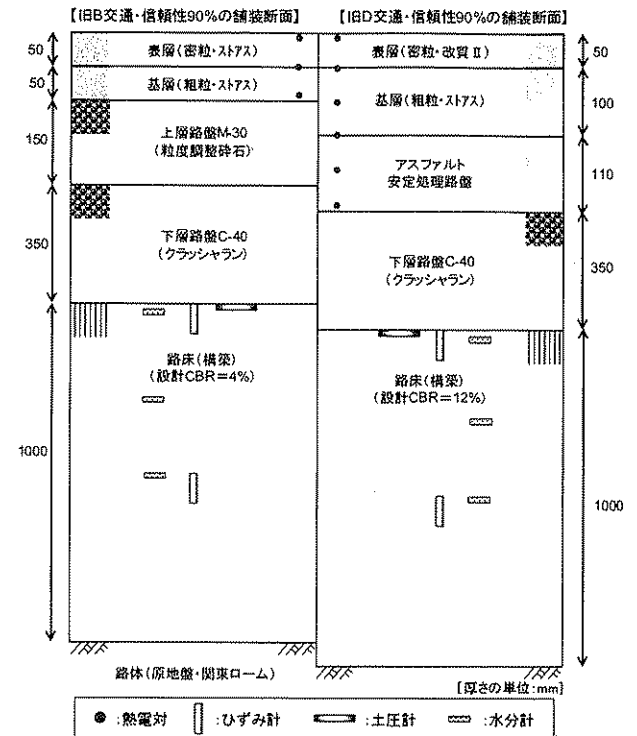 【旧B交通・信頼性90%の舗装断面】
【旧D交通・信頼性90%の舗装断面】
50
表層(密粒・ストアス)
50
基層(粗粒・ストアス)
150
上層路盤M-30
(粒度調整砕石)
350
下層路盤C-40
(クラッシャラン)
1000
路床(構築)
(設計CBR=4%)
表層(密粒・改質Ⅱ)
50
基層(粗粒・ストアス)
100
アスファルト
安定処理路盤
110
下層路盤C-40
(クラッシャラン)
350
路床(構築)
(設計CBR=12%)
1000
路体(原地盤・関東ローム)
[厚さの単位:mm]
:熱電対
:ひずみ計
:土圧計
:水分計